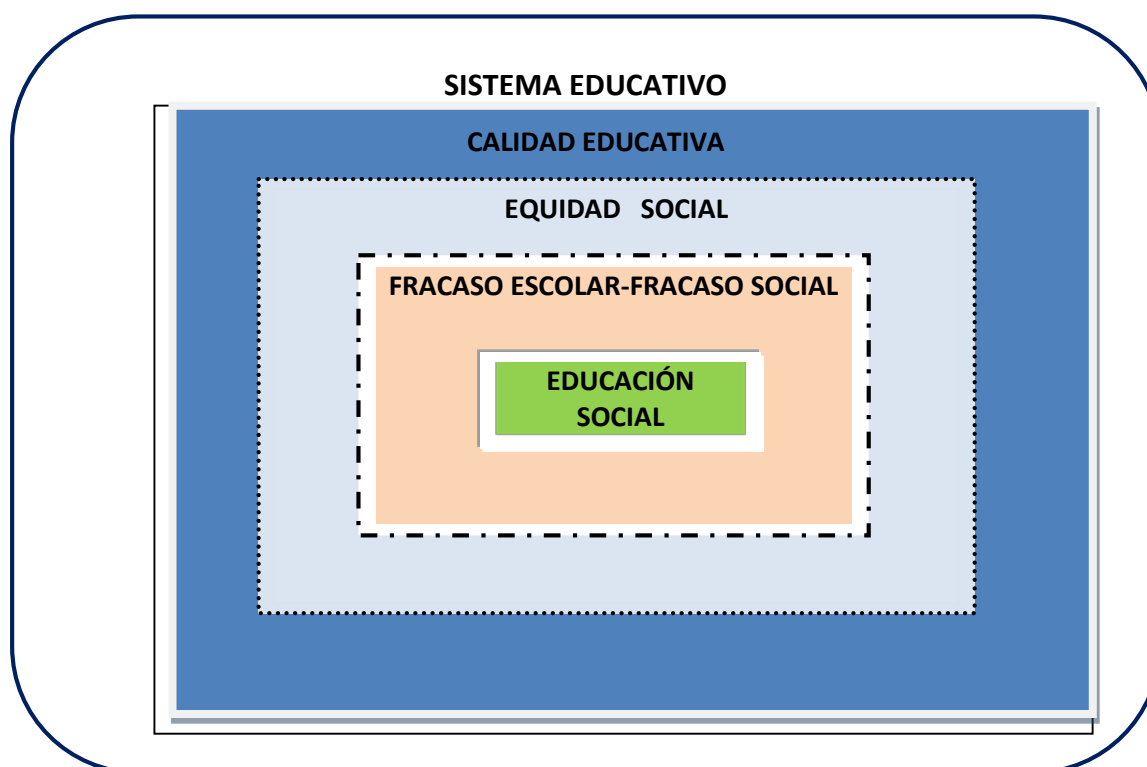 SISTEMA EDUCATIVO
CALIDAD EDUCATIVA
EQUIDAD SOCIAL
FRACASO ESCOLAR-FRACASO SOCIAL
EDUCACIÓN
SOCIAL